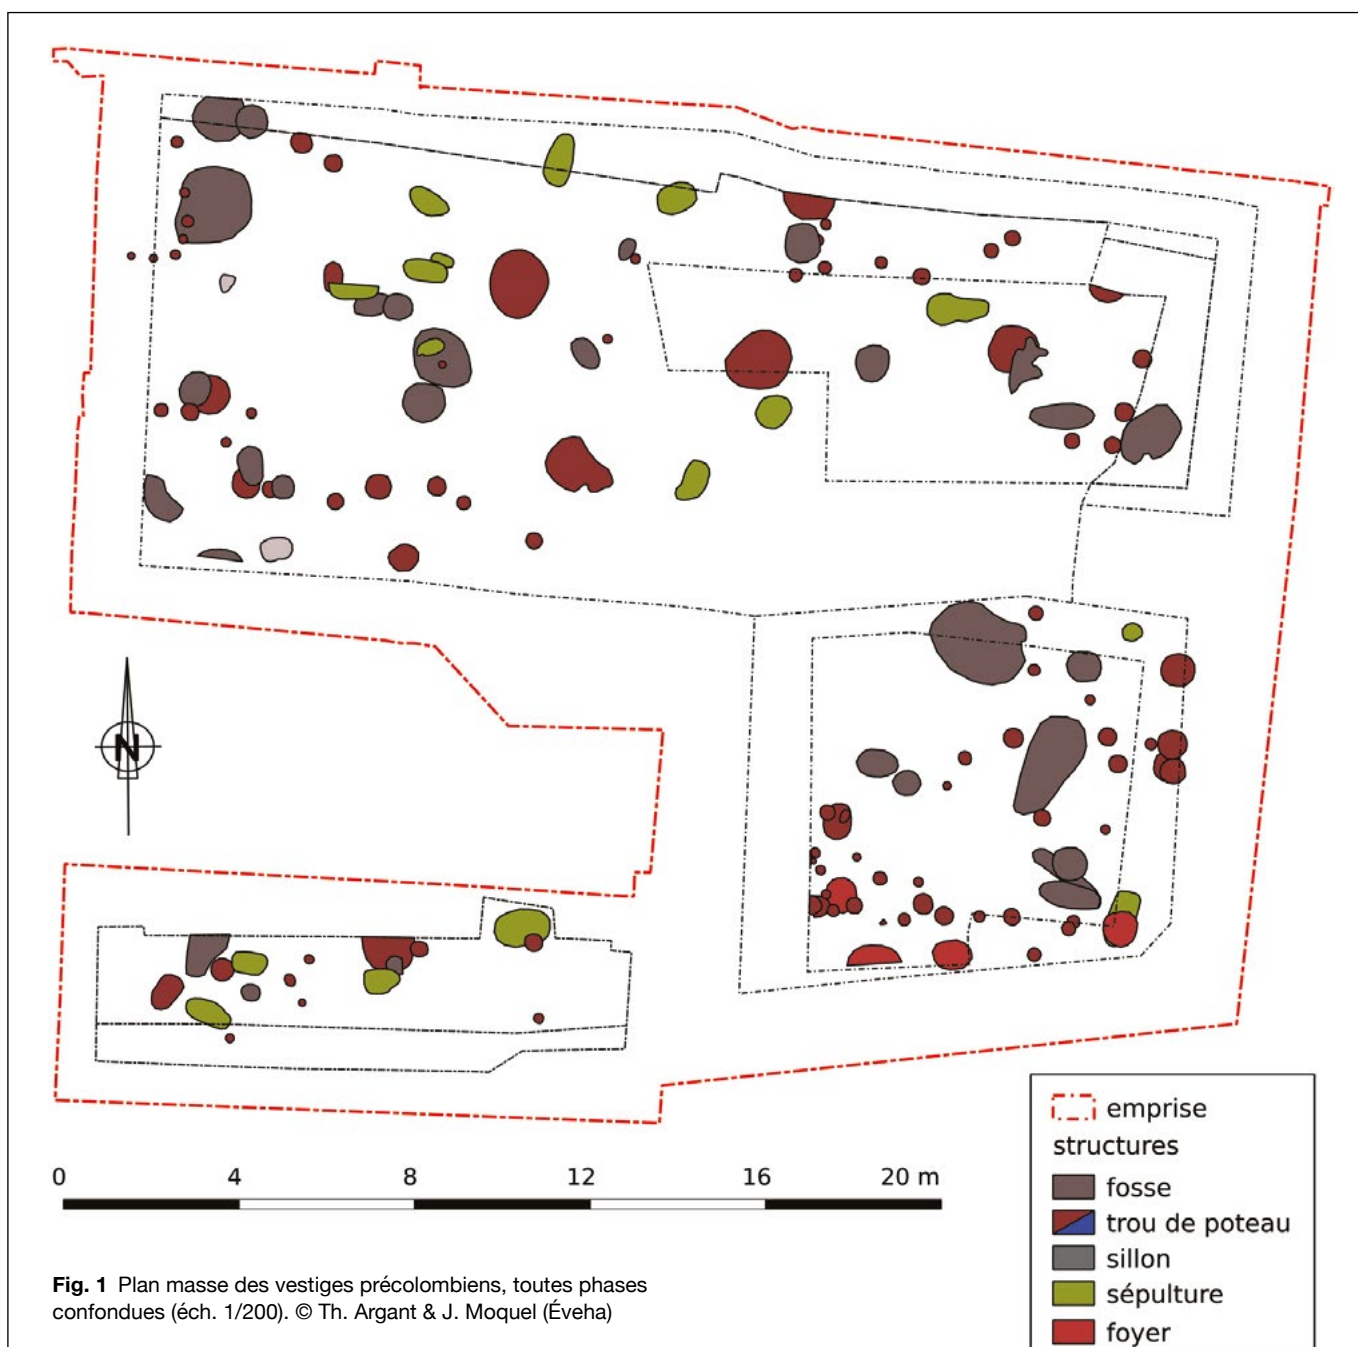 N
0 4 8 12 16 20 m
emprise
structures
fosse
trou de poteau
sillon
sépulture
foyer
Fig. 1 Plan masse des vestiges précolombiens, toutes phases
confondues (éch. 1/200). © Th. Argant & J. Moquel (Éveha)